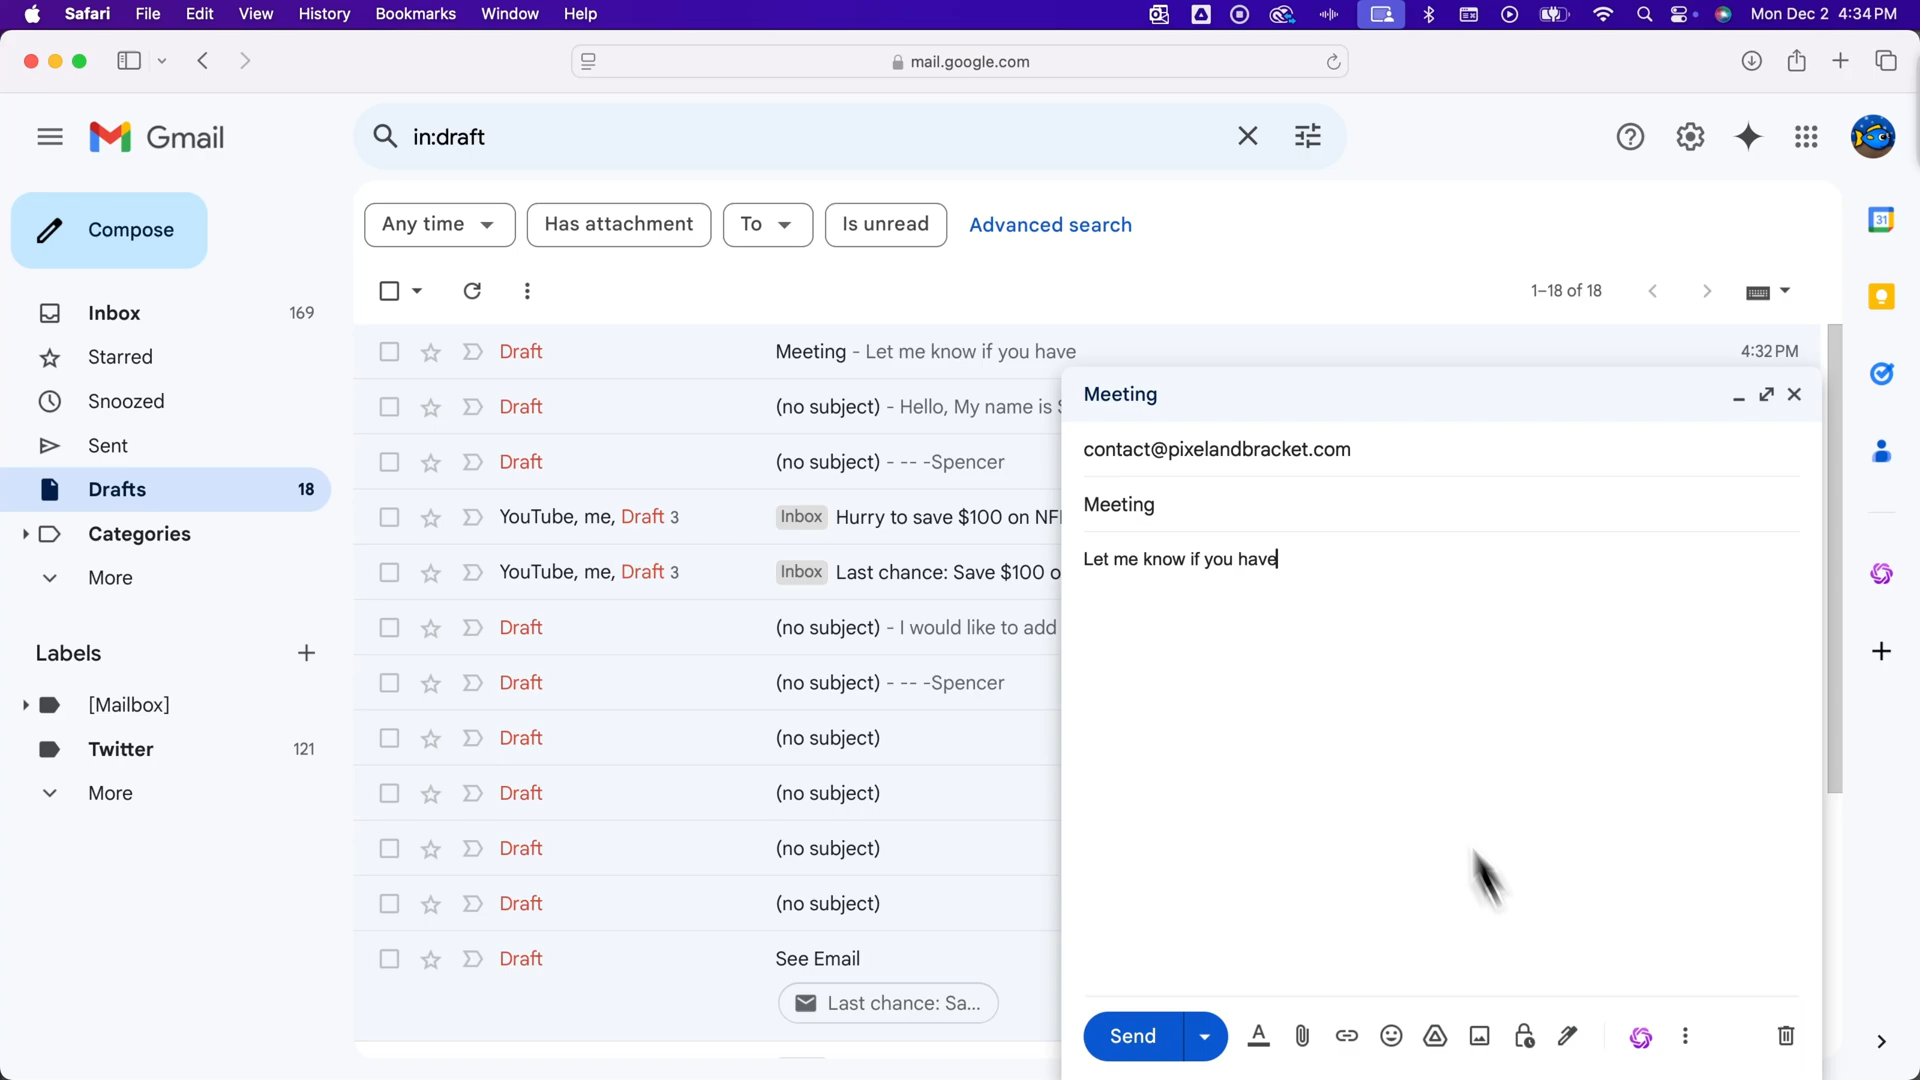 Safari File Edit View History Bookmarks Window Help Mon Dec 2 4:34 PM
mail.google.com
Gmail
in:draft
Compose
Any time Has attachment To Is unread Advanced search
1–18 of 18
Inbox 169
Starred
Snoozed
Sent
Drafts 18
Categories
More
Labels
[Mailbox]
Twitter 121
More
Draft Meeting - Let me know if you have 4:32 PM
Draft (no subject) - Hello, My name is
Draft (no subject) - -- -Spencer
YouTube, me, Draft 3 Inbox Hurry to save $100 on
YouTube, me, Draft 3 Inbox Last chance: Save $100
Draft (no subject) - I would like to add
Draft (no subject) - -- -Spencer
Draft (no subject)
Draft (no subject)
Draft (no subject)
Draft (no subject)
Draft See Email
Last chance: Sa...
Meeting
contact@pixelandbracket.com
Meeting
Let me know if you have
Send
31